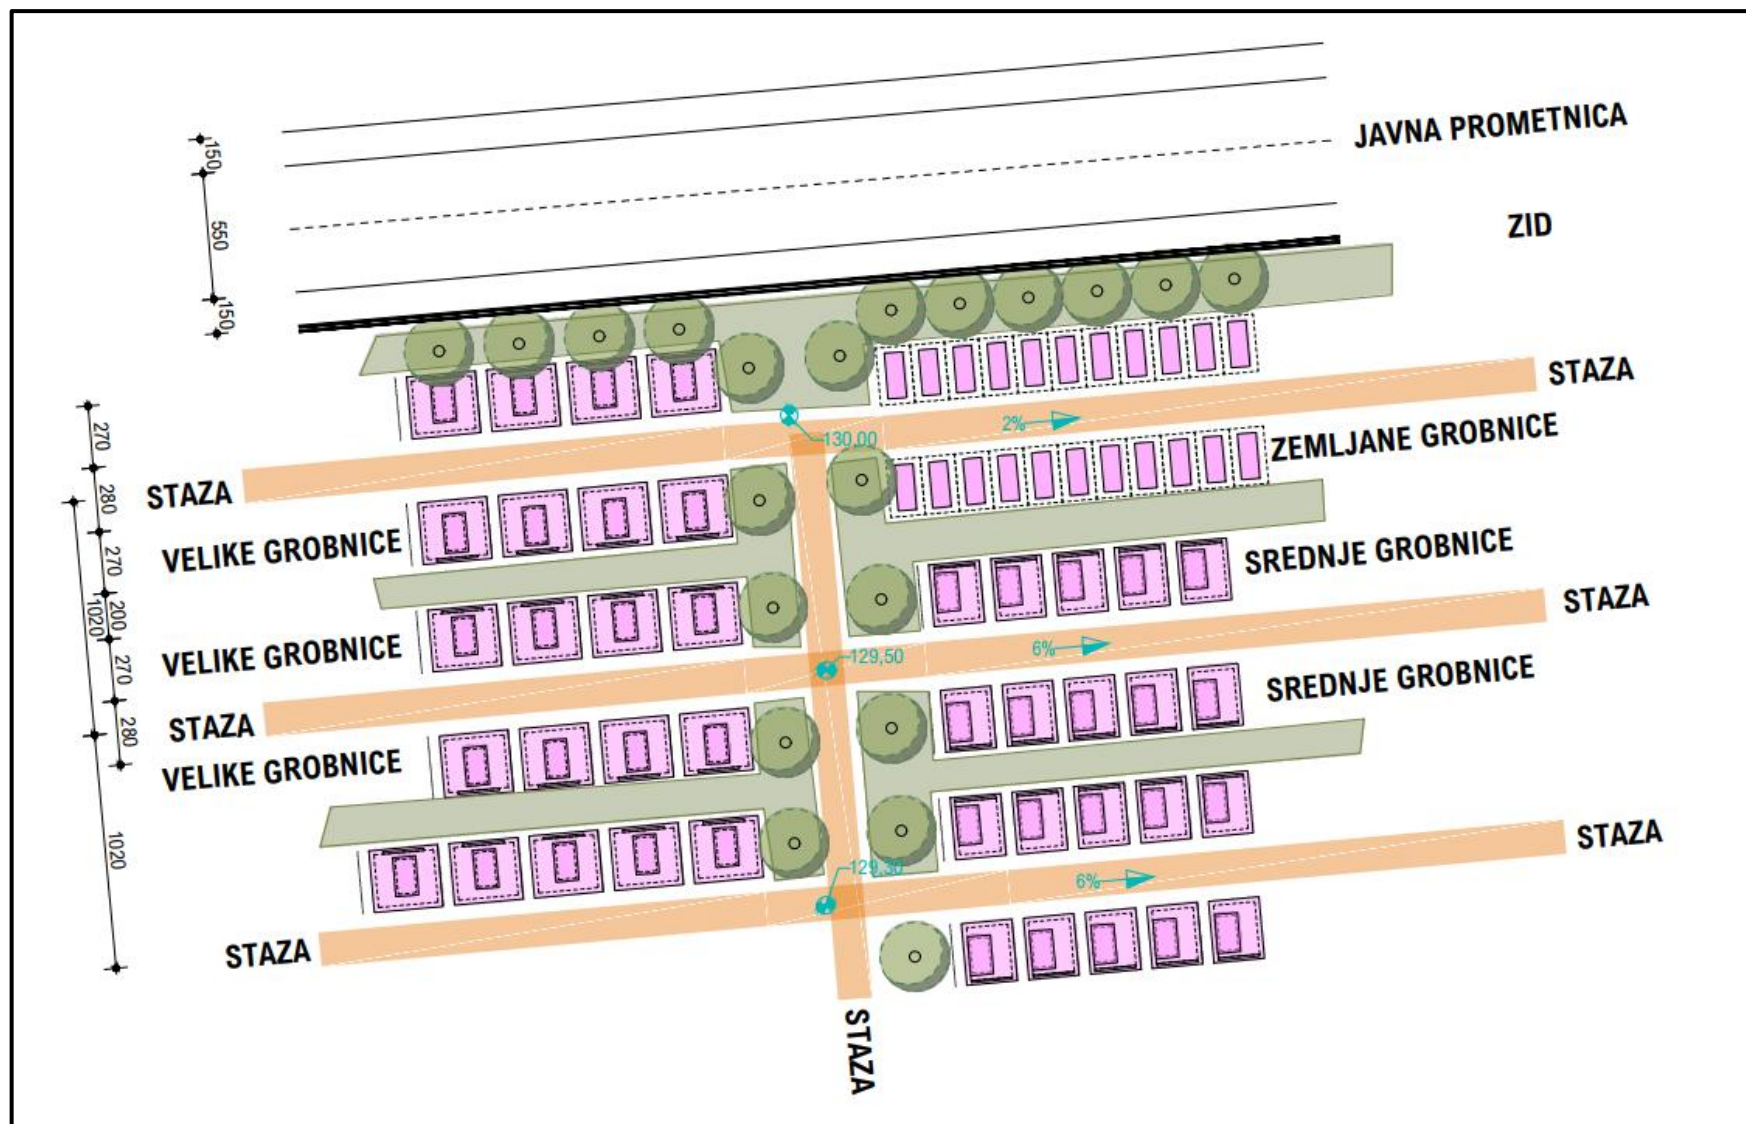 JAVNA PROMETNICA
150
550
ZID
150
STAZA
2%
130,00
270
ZEMLJANE GROBNICE
STAZA
280
VELIKE GROBNICE
SREDNJE GROBNICE
270
STAZA
200
1020
VELIKE GROBNICE
6%
129,50
270
SREDNJE GROBNICE
STAZA
280
VELIKE GROBNICE
STAZA
1020
129,30
6%
STAZA
STAZA